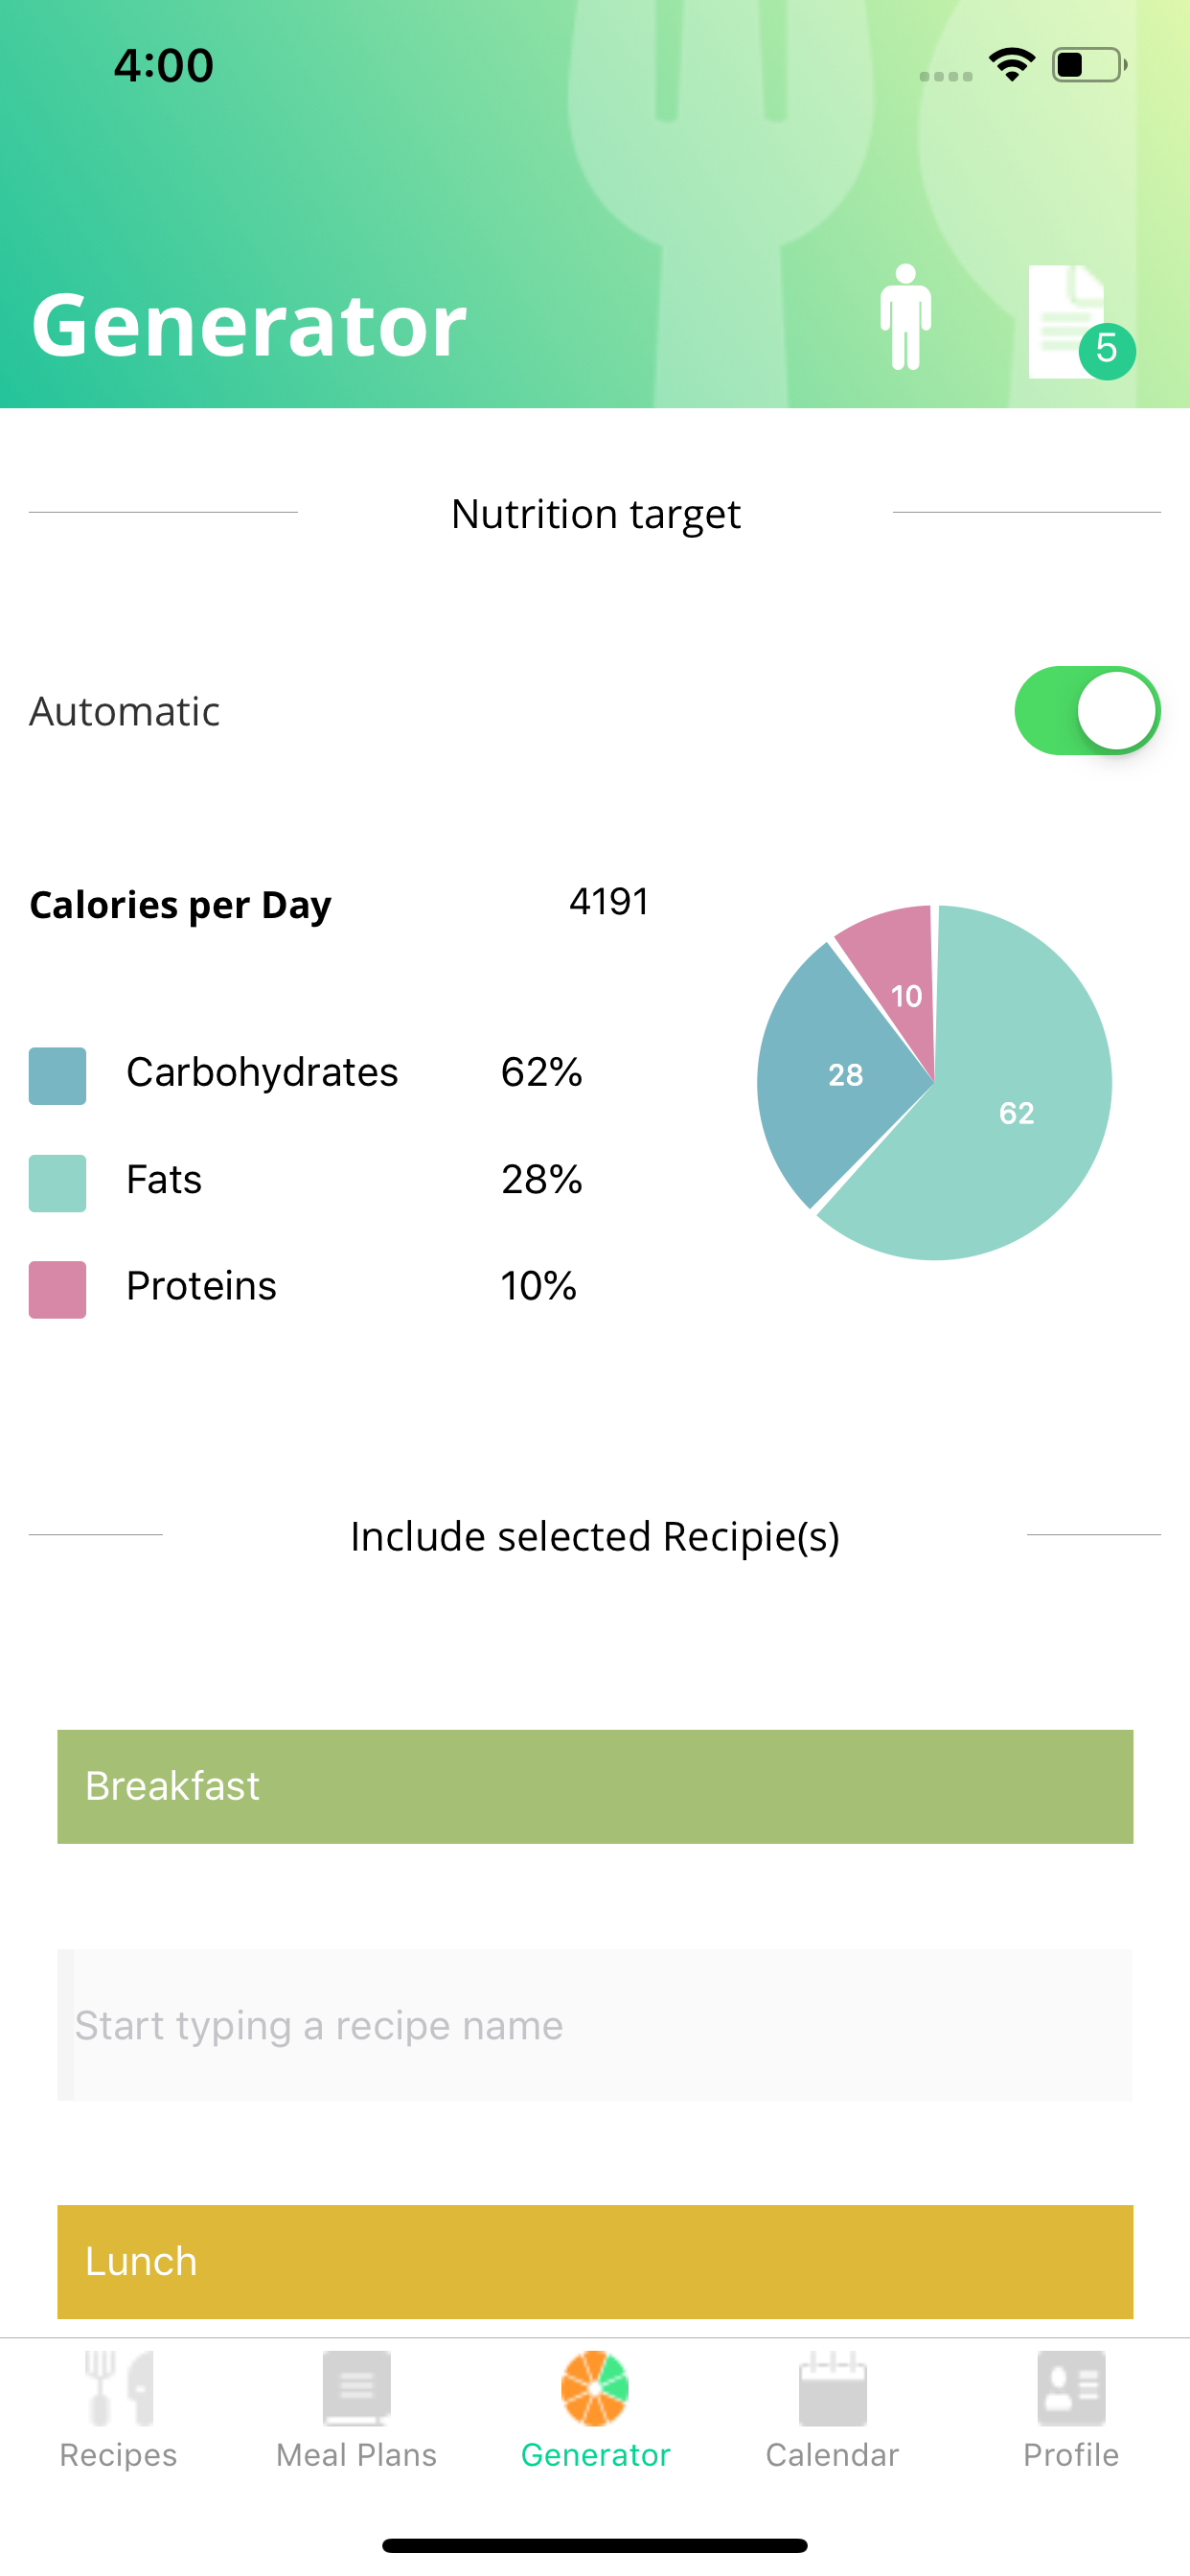 4:00
Generator
5
Nutrition target
Automatic
Calories per Day 4191
Carbohydrates 62%
Fats 28%
Proteins 10%
10
28
62
Include selected Recipie(s)
Breakfast
Start typing a recipe name
Lunch
Recipes Meal Plans Generator Calendar Profile